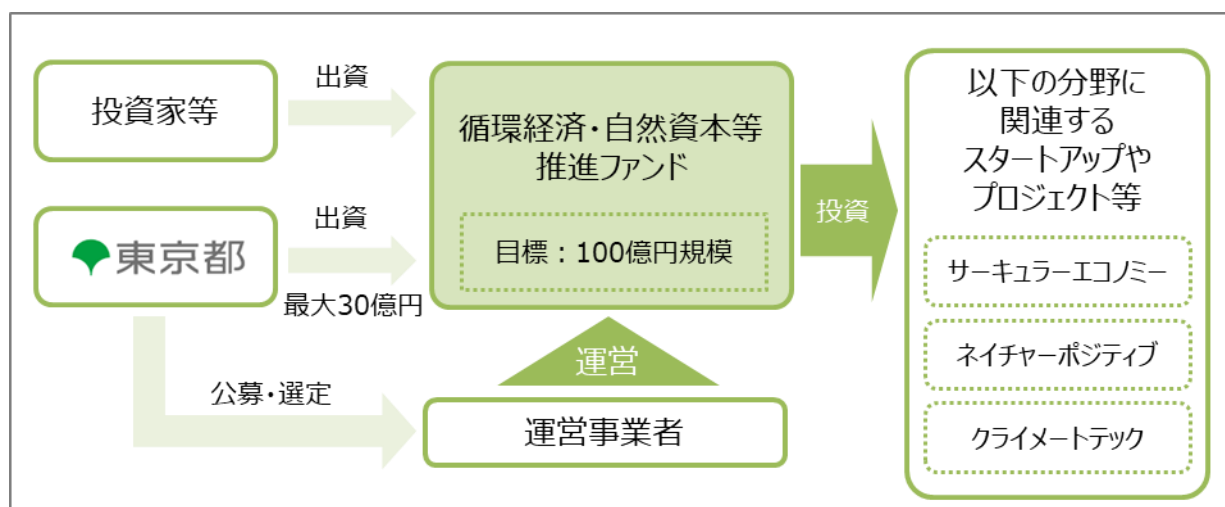 投資家等
出資
東京都
出資
最大30億円
公募・選定
循環経済・自然資本等
推進ファンド
目標：100億円規模
運営
運営事業者
投資
以下の分野に
関連する
スタートアップや
プロジェクト等
サーキュラーエコノミー
ネイチャーポジティブ
クライメートテック